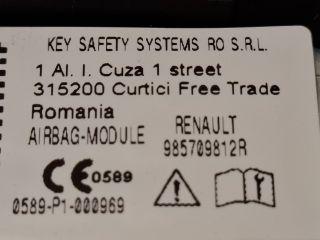 KEY SAFETY SYSTEMS RO S.R.L.
1 Al. I. Cuza 1 street
315200 Curtici Free Trade
Romania
AIRBAG-MODULE RENAULT
985709812R
CE 0589
0589-P1-000969